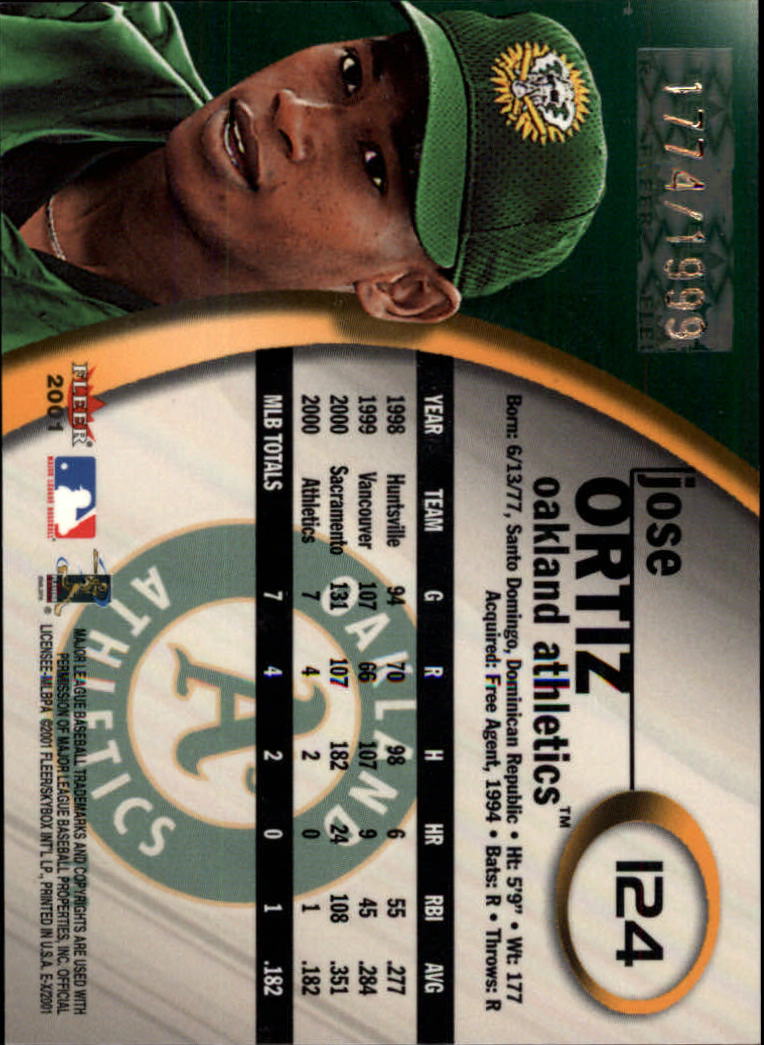 1774/1999
jose
ORTIZ
124
oakland athletics™
Born: 6/13/77, Santo Domingo, Dominican Republic • Ht: 5'9" • Wt: 177
Acquired: Free Agent, 1994 • Bats: R • Throws: R
YEAR TEAM G R H HR RBI AVG
1998 Huntsville 94 70 98 6 55 .277
1999 Vancouver 107 66 107 9 45 .284
2000 Sacramento 131 107 182 24 108 .351
2000 Athletics 7 4 2 0 1 .182
MLB TOTALS 7 4 2 0 1 .182
OAKLAND
A's
ATHLETICS
FLEER
2001
MAJOR LEAGUE BASEBALL
MAJOR LEAGUE BASEBALL TRADEMARKS AND COPYRIGHTS ARE USED WITH
PERMISSION OF MAJOR LEAGUE BASEBALL PROPERTIES, INC. OFFICIAL
LICENSEE-MLBPA ©2001 FLEER/SKYBOX INT'L LP., PRINTED IN U.S.A. E-X/2001